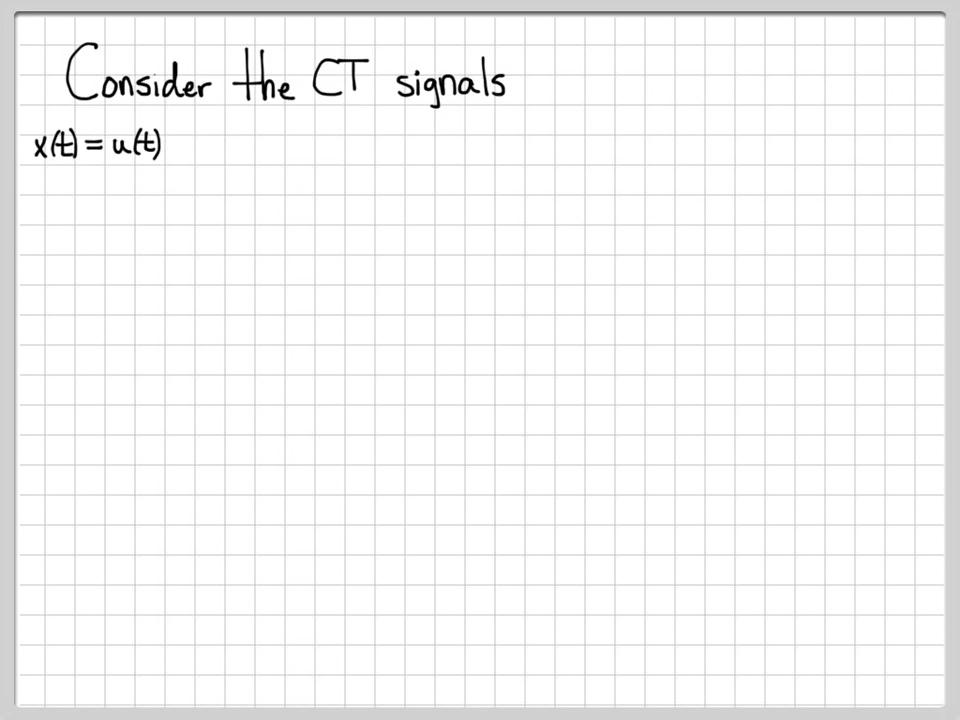 Consider the CT signals
x(t) = u(t)